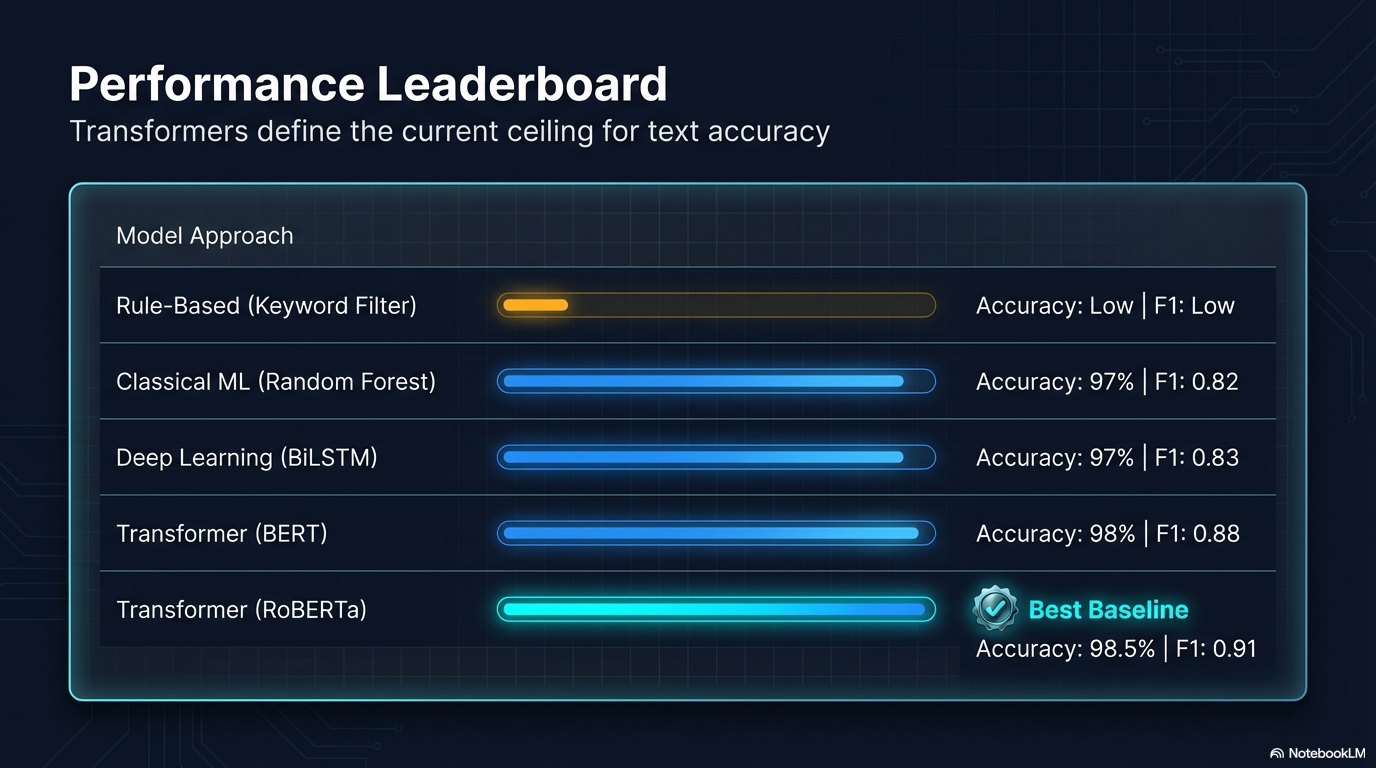 Performance Leaderboard
Transformers define the current ceiling for text accuracy
Model Approach
Rule-Based (Keyword Filter)
Accuracy: Low | F1: Low
Classical ML (Random Forest)
Accuracy: 97% | F1: 0.82
Deep Learning (BiLSTM)
Accuracy: 97% | F1: 0.83
Transformer (BERT)
Accuracy: 98% | F1: 0.88
Transformer (RoBERTa)
Best Baseline
Accuracy: 98.5% | F1: 0.91
NotebookLM